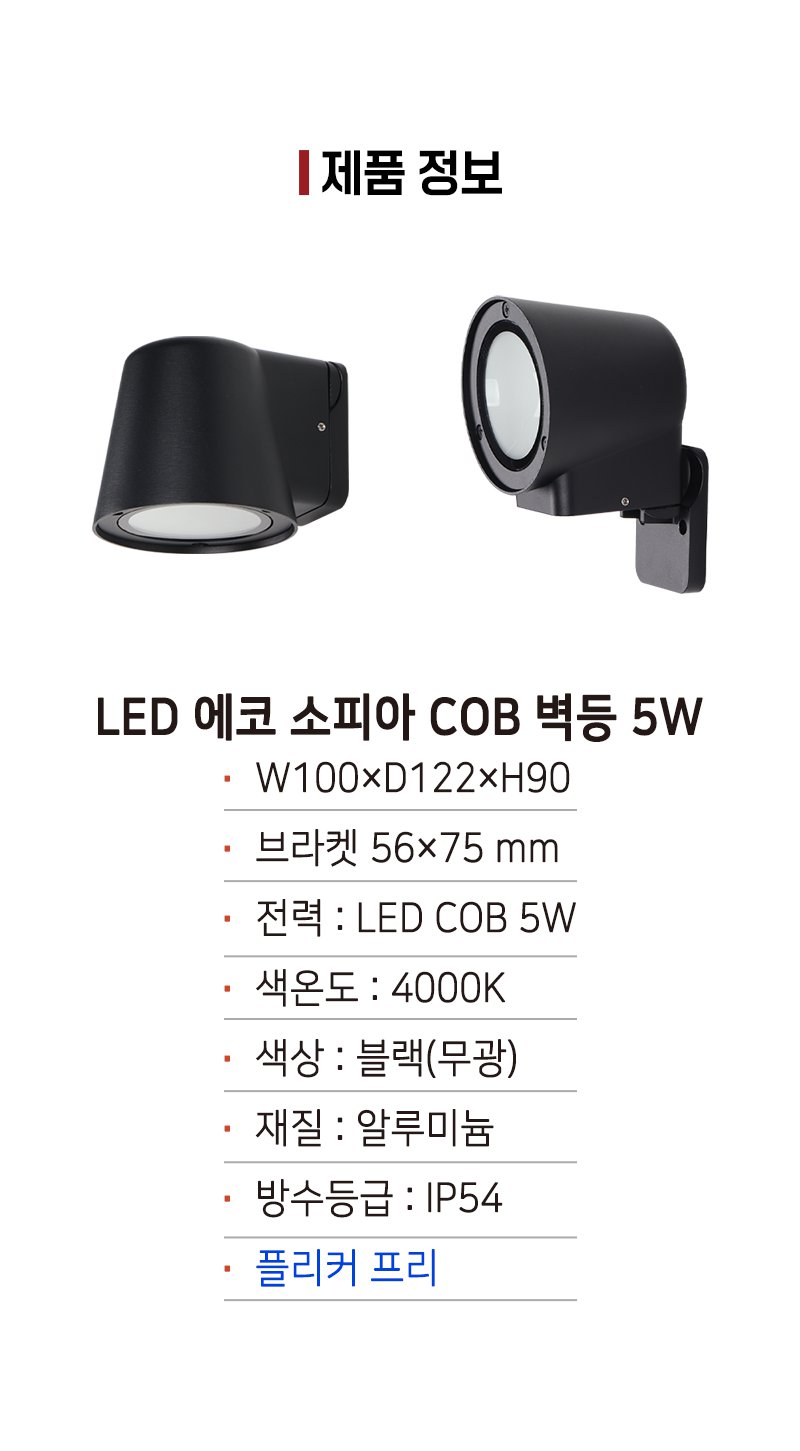 제품 정보
LED 에코 소피아 COB 벽등 5W
· W100×D122×H90
· 브라켓 56×75 mm
· 전력 : LED COB 5W
· 색온도 : 4000K
· 색상 : 블랙(무광)
· 재질 : 알루미늄
· 방수등급 : IP54
· 플리커 프리